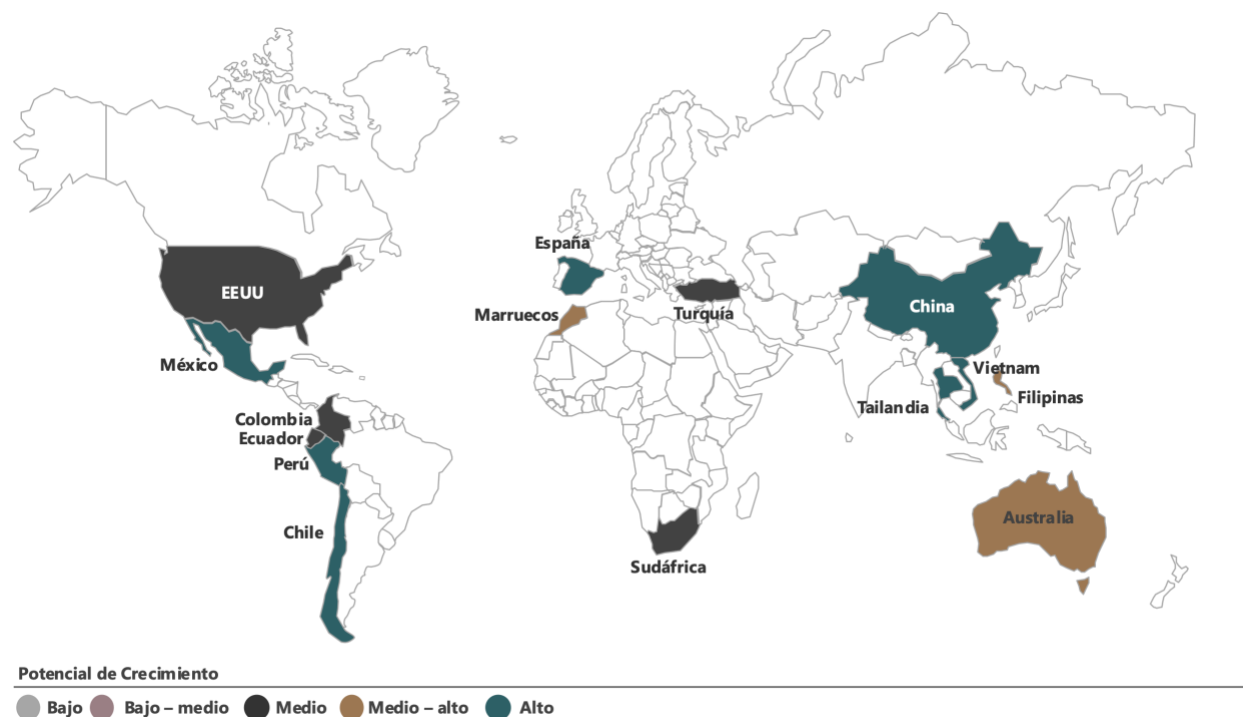 España
EEUU
China
Marruecos
Turquía
México
Vietnam
Filipinas
Tailandia
Colombia
Ecuador
Perú
Australia
Chile
Sudáfrica
Potencial de Crecimiento
Bajo Bajo – medio Medio Medio – alto Alto